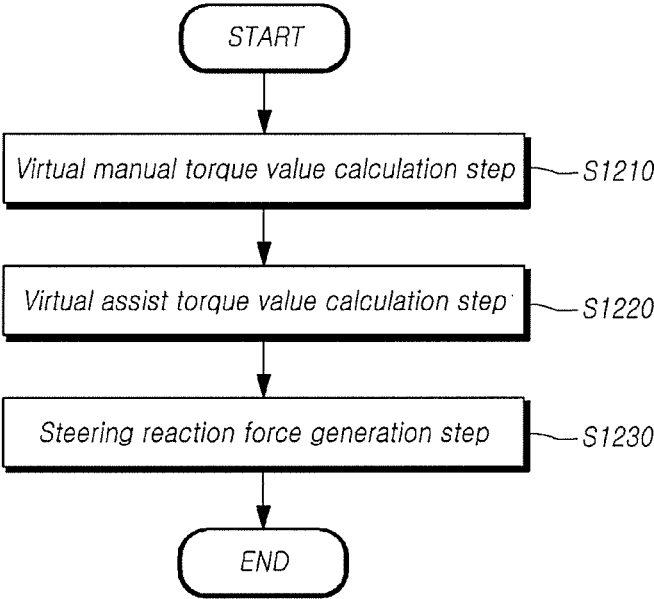 START
Virtual manual torque value calculation step
S1210
Virtual assist torque value calculation step
S1220
Steering reaction force generation step
S1230
END